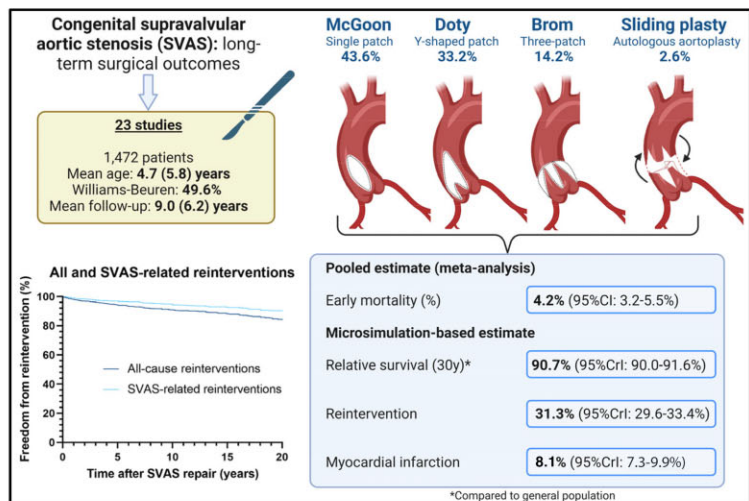 Congenital supravalvular
aortic stenosis (SVAS): long-
term surgical outcomes
23 studies
1,472 patients
Mean age: 4.7 (5.8) years
Williams-Beuren: 49.6%
Mean follow-up: 9.0 (6.2) years
McGoon
Single patch
43.6%
Doty
Y-shaped patch
33.2%
Brom
Three-patch
14.2%
Sliding plasty
Autologous aortoplasty
2.6%
All and SVAS-related reinterventions
Freedom from reintervention (%)
100
80
60
40
20
0
All-cause reinterventions
SVAS-related reinterventions
0 5 10 15 20
Time after SVAS repair (years)
Pooled estimate (meta-analysis)
Early mortality (%) 4.2% (95%CI: 3.2-5.5%)
Microsimulation-based estimate
Relative survival (30y)* 90.7% (95%CrI: 90.0-91.6%)
Reintervention 31.3% (95%CrI: 29.6-33.4%)
Myocardial infarction 8.1% (95%CrI: 7.3-9.9%)
*Compared to general population